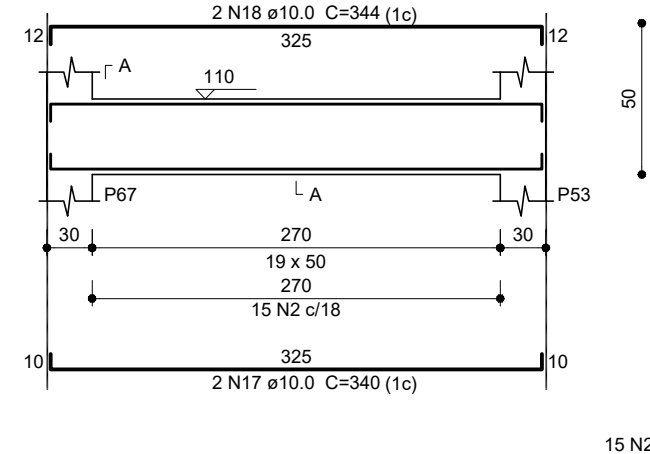 2 N18 ø10.0 C=344 (1c)
12 325 12
A
110
50
P67 A P53
30 270 30
19 x 50
270
15 N2 c/18
10 325 10
2 N17 ø10.0 C=340 (1c)
15 N2